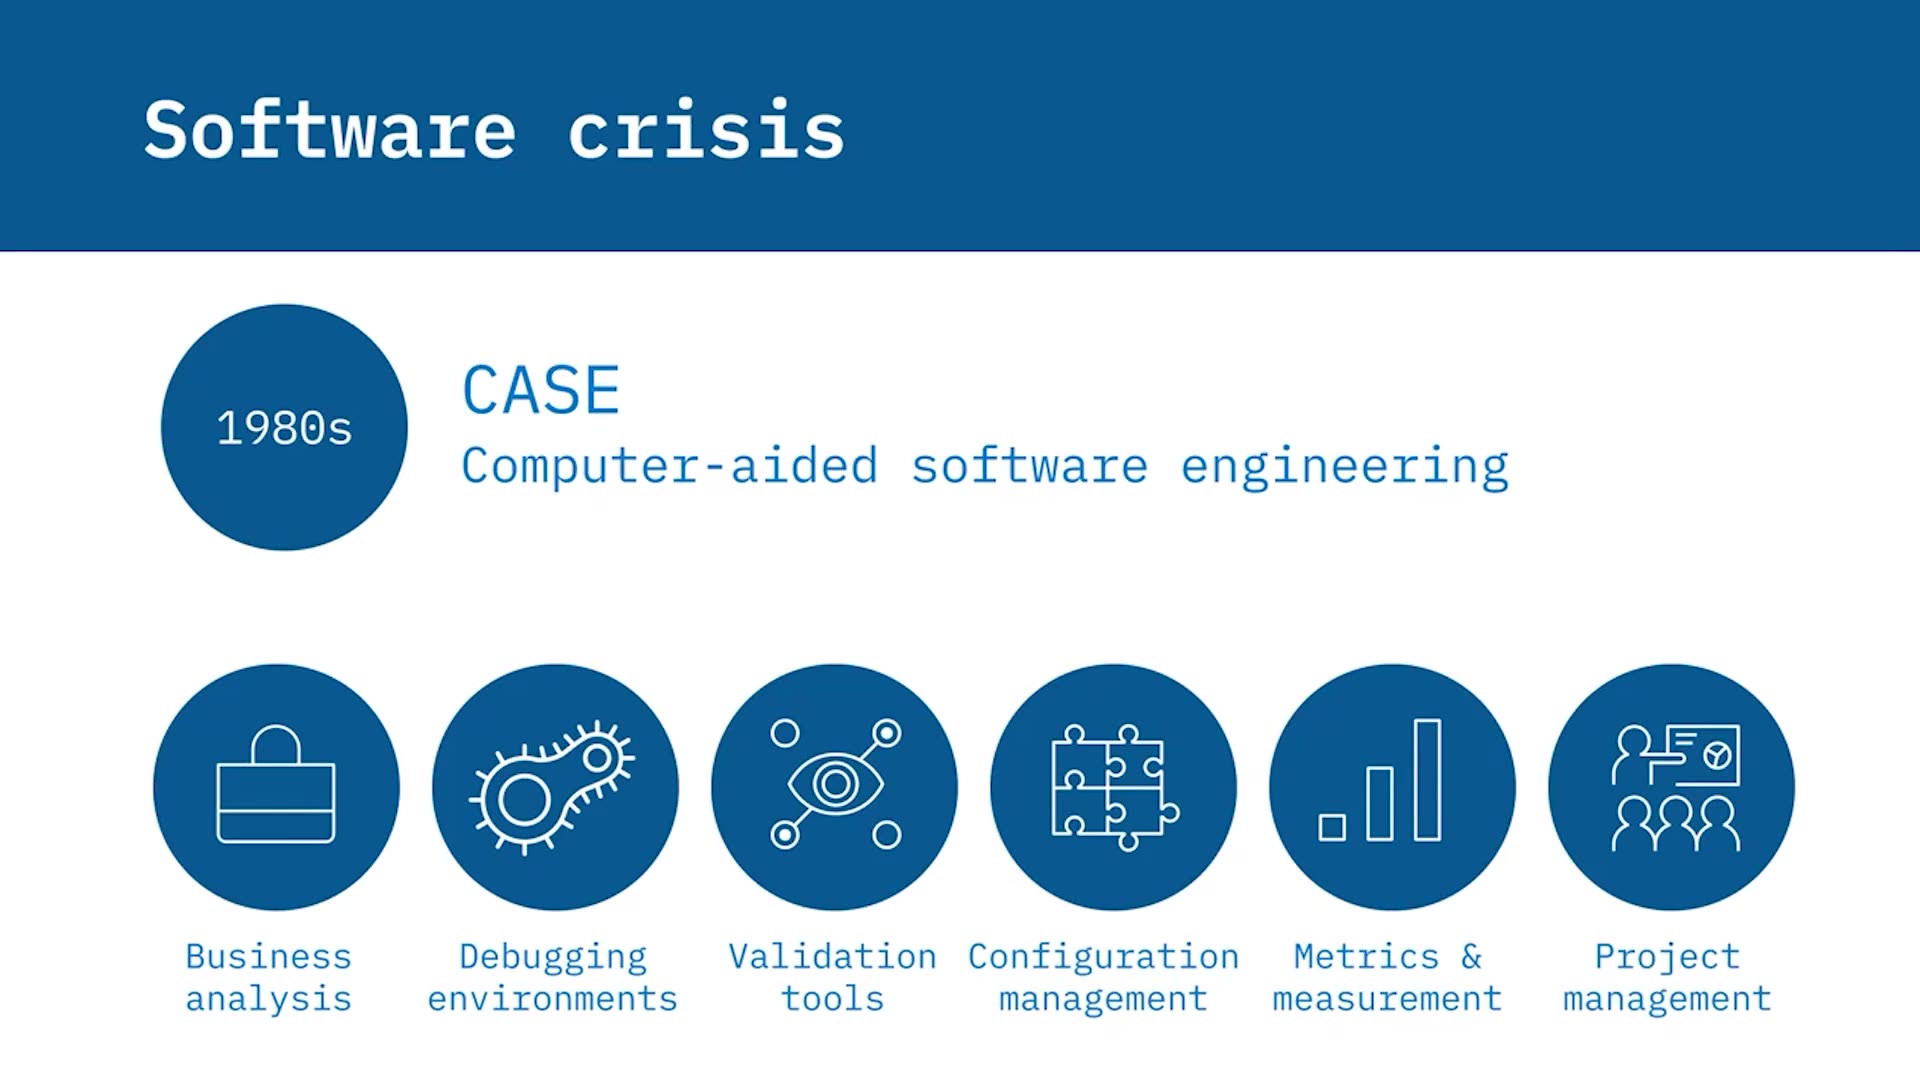 Software crisis
1980s
CASE
Computer-aided software engineering
Business
analysis
Debugging
environments
Validation
tools
Configuration
management
Metrics &
measurement
Project
management